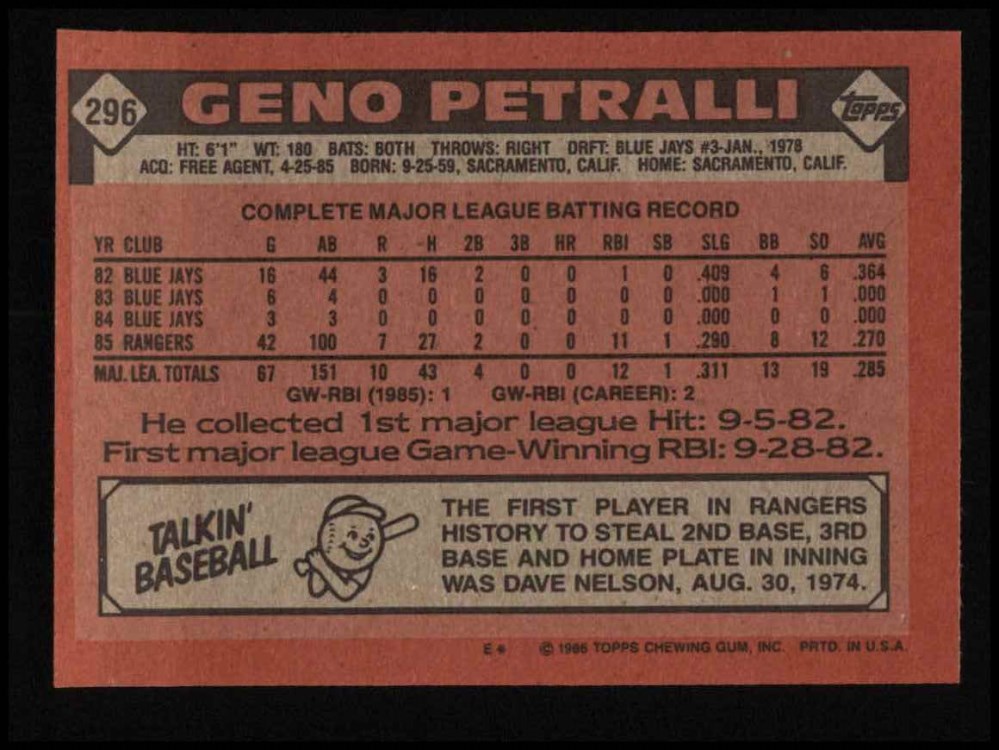 296 GENO PETRALLI topps
HT: 6'1" WT: 180 BATS: BOTH THROWS: RIGHT DRFT: BLUE JAYS #3-JAN., 1978
ACQ: FREE AGENT, 4-25-85 BORN: 9-25-59, SACRAMENTO, CALIF. HOME: SACRAMENTO, CALIF.
COMPLETE MAJOR LEAGUE BATTING RECORD
YR CLUB G AB R H 2B 3B HR RBI SB SLG BB SO AVG
82 BLUE JAYS 16 44 3 16 2 0 0 1 0 .409 4 6 .364
83 BLUE JAYS 6 4 0 0 0 0 0 0 0 .000 1 1 .000
84 BLUE JAYS 3 3 0 0 0 0 0 0 0 .000 0 0 .000
85 RANGERS 42 100 7 27 2 0 0 11 1 .290 8 12 .270
MAJ. LEA. TOTALS 67 151 10 43 4 0 0 12 1 .311 13 19 .285
GW-RBI (1985): 1 GW-RBI (CAREER): 2
He collected 1st major league Hit: 9-5-82.
First major league Game-Winning RBI: 9-28-82.
TALKIN'
BASEBALL
THE FIRST PLAYER IN RANGERS
HISTORY TO STEAL 2ND BASE, 3RD
BASE AND HOME PLATE IN INNING
WAS DAVE NELSON, AUG. 30, 1974.
E* © 1986 TOPPS CHEWING GUM, INC. PRTD. IN U.S.A.